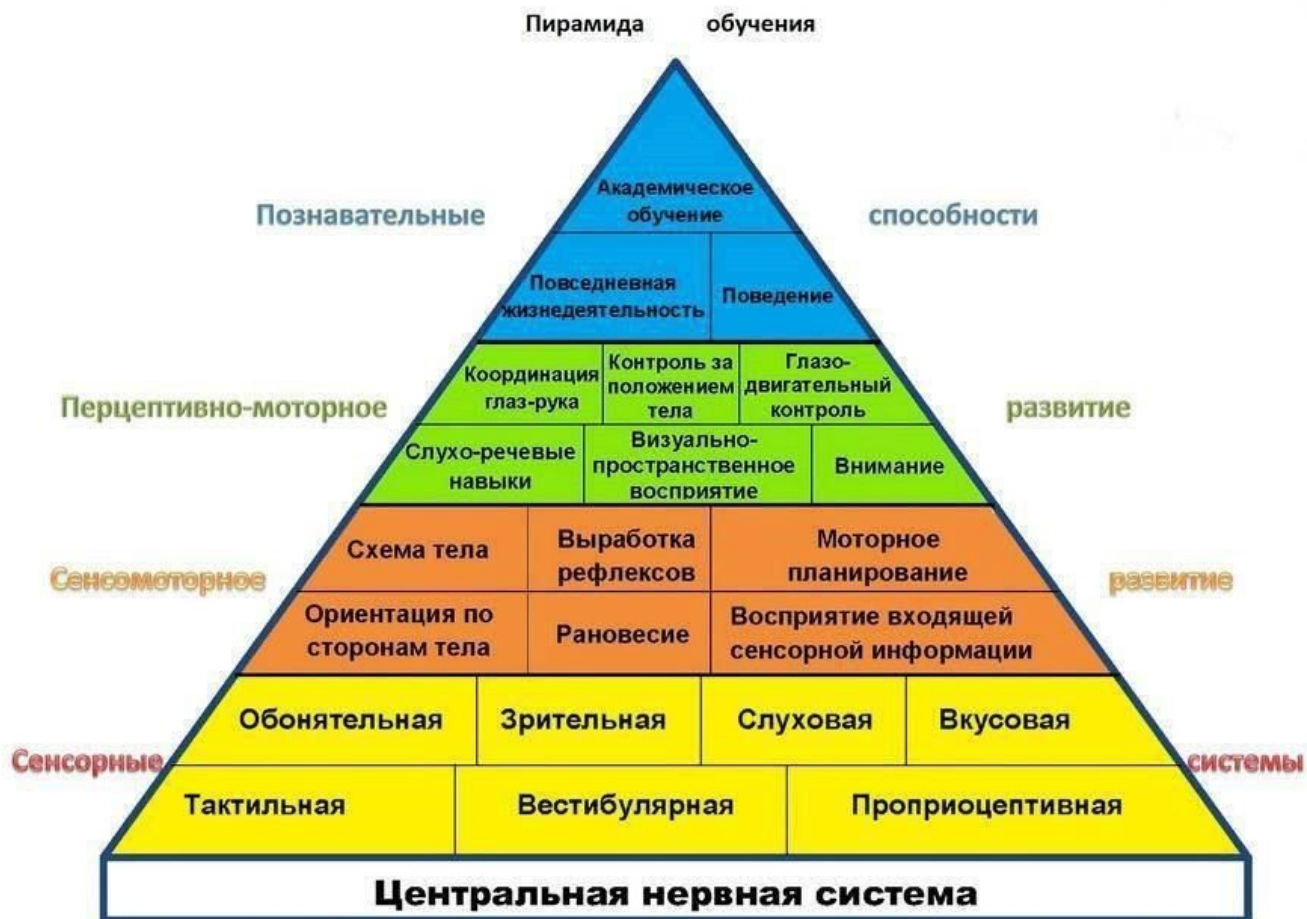 Пирамида обучения
Академическое
обучение
Познавательные способности
Повседневная
жизнедеятельность
Поведение
Координация
глаз-рука
Контроль за
положением
тела
Глазо-
двигательный
контроль
Перцептивно-моторное развитие
Слухо-речевые
навыки
Визуально-
пространственное
восприятие
Внимание
Схема тела
Выработка
рефлексов
Моторное
планирование
Сенсомоторное развитие
Ориентация по
сторонам тела
Рановесие
Восприятие входящей
сенсорной информации
Обонятельная
Зрительная
Слуховая
Вкусовая
Сенсорные системы
Тактильная
Вестибулярная
Проприоцептивная
Центральная нервная система